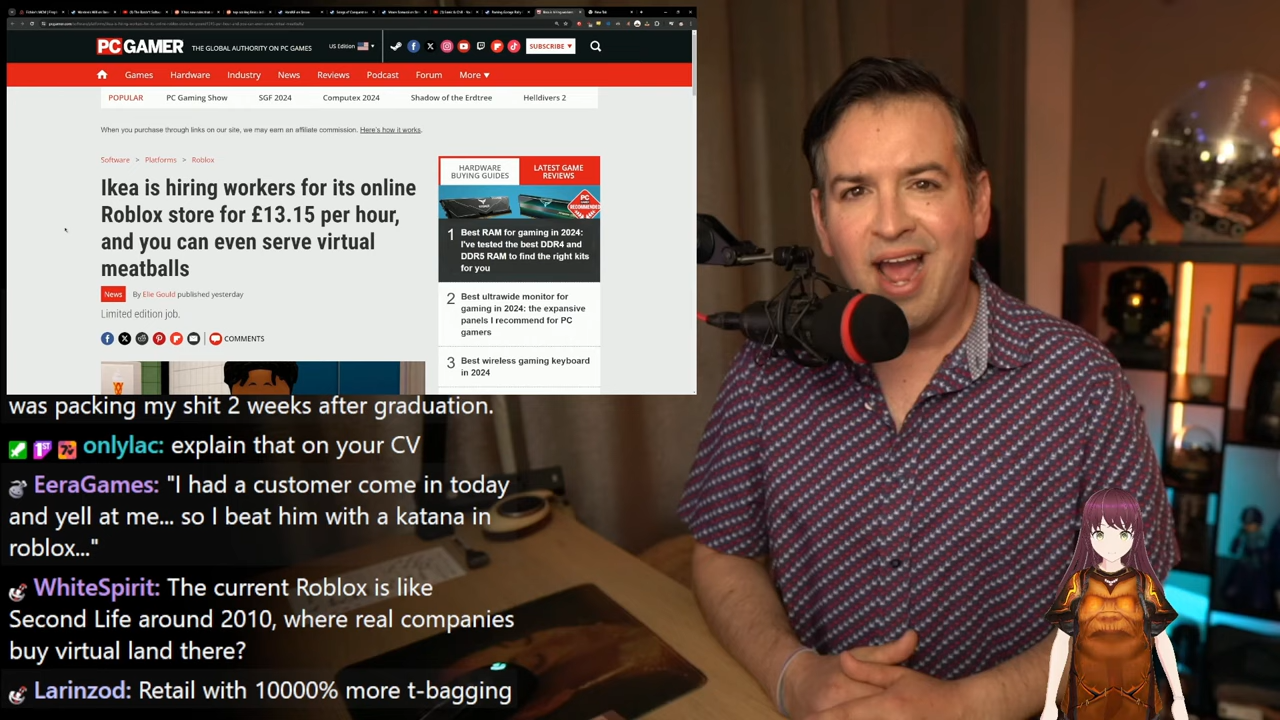 PC GAMER
THE GLOBAL AUTHORITY ON PC GAMES
US Edition
SUBSCRIBE
Games Hardware Industry News Reviews Podcast Forum More
POPULAR PC Gaming Show SGF 2024 Computex 2024 Shadow of the Erdtree Helldivers 2
When you purchase through links on our site, we may earn an affiliate commission. Here's how it works.
Software > Platforms > Roblox
Ikea is hiring workers for its online
Roblox store for £13.15 per hour,
and you can even serve virtual
meatballs
News By Elie Gould published yesterday
Limited edition job.
COMMENTS
HARDWARE
BUYING GUIDES
LATEST GAME
REVIEWS
1 Best RAM for gaming in 2024:
I've tested the best DDR4 and
DDR5 RAM to find the right kits
for you
2 Best ultrawide monitor for
gaming in 2024: the expansive
panels I recommend for PC
gamers
3 Best wireless gaming keyboard
in 2024
was packing my shit 2 weeks after graduation.
onlylac: explain that on your CV
EeraGames: "I had a customer come in today
and yell at me... so I beat him with a katana in
roblox..."
WhiteSpirit: The current Roblox is like
Second Life around 2010, where real companies
buy virtual land there?
Larinzod: Retail with 10000% more t-bagging